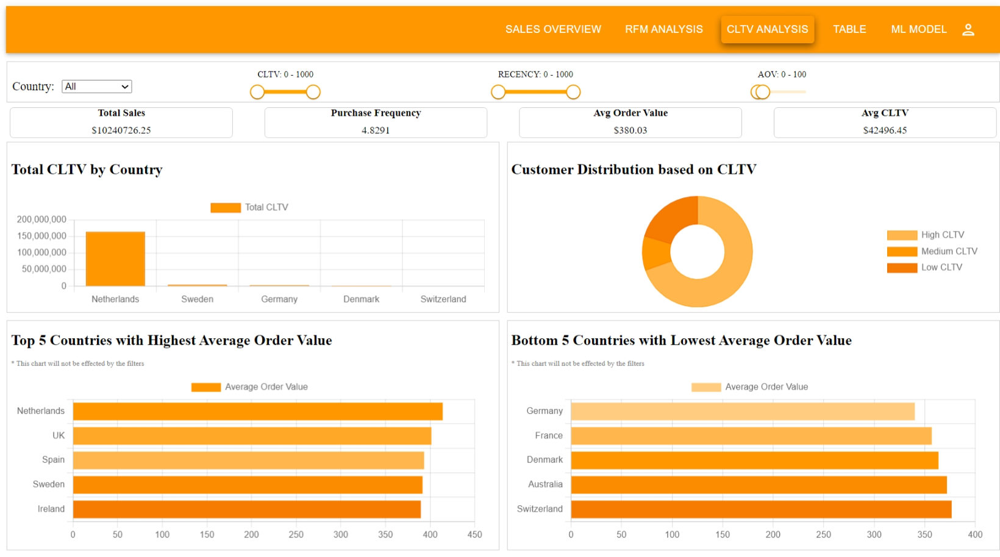 SALES OVERVIEW RFM ANALYSIS CLTV ANALYSIS TABLE ML MODEL
Country: All
CLTV: 0 - 1000
RECENCY: 0 - 1000
AOV: 0 - 100
Total Sales
$10240726.25
Purchase Frequency
4.8291
Avg Order Value
$380.03
Avg CLTV
$42496.45
Total CLTV by Country
Total CLTV
200,000,000
150,000,000
100,000,000
50,000,000
0
Netherlands Sweden Germany Denmark Switzerland
Customer Distribution based on CLTV
High CLTV
Medium CLTV
Low CLTV
Top 5 Countries with Highest Average Order Value
* This chart will not be effected by the filters
Average Order Value
Netherlands
UK
Spain
Sweden
Ireland
0 50 100 150 200 250 300 350 400 450
Bottom 5 Countries with Lowest Average Order Value
* This chart will not be effected by the filters
Average Order Value
Germany
France
Denmark
Australia
Switzerland
0 50 100 150 200 250 300 350 400